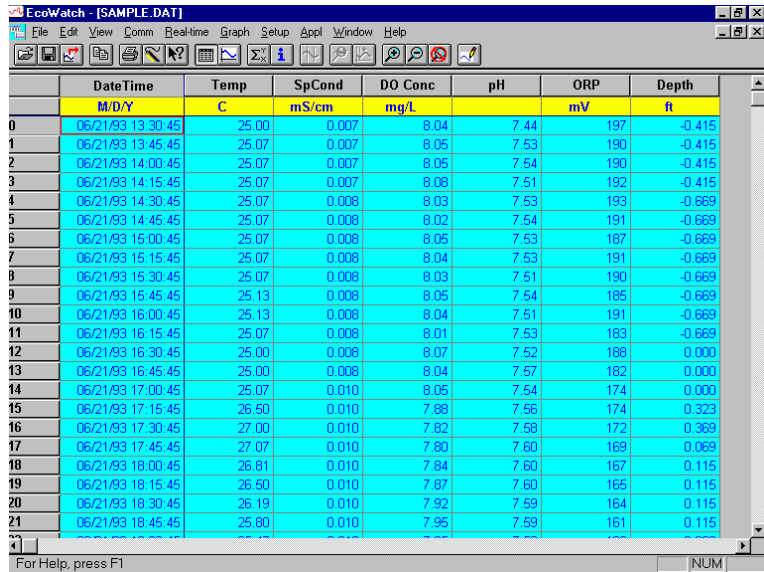 EcoWatch - [SAMPLE.DAT]
File Edit View Comm Real-time Graph Setup Appl Window Help
DateTime Temp SpCond DO Conc pH ORP Depth
M/D/Y C mS/cm mg/L mV ft
0 06/21/93 13:30:45 25.00 0.007 8.04 7.44 197 -0.415
1 06/21/93 13:45:45 25.07 0.007 8.05 7.53 190 -0.415
2 06/21/93 14:00:45 25.07 0.007 8.05 7.54 190 -0.415
3 06/21/93 14:15:45 25.07 0.007 8.08 7.51 192 -0.415
4 06/21/93 14:30:45 25.07 0.008 8.03 7.53 193 -0.669
5 06/21/93 14:45:45 25.07 0.008 8.02 7.54 191 -0.669
6 06/21/93 15:00:45 25.07 0.008 8.05 7.53 187 -0.669
7 06/21/93 15:15:45 25.07 0.008 8.04 7.53 191 -0.669
8 06/21/93 15:30:45 25.07 0.008 8.03 7.51 190 -0.669
9 06/21/93 15:45:45 25.13 0.008 8.05 7.54 185 -0.669
10 06/21/93 16:00:45 25.13 0.008 8.04 7.51 191 -0.669
11 06/21/93 16:15:45 25.07 0.008 8.01 7.53 183 -0.669
12 06/21/93 16:30:45 25.00 0.008 8.07 7.52 188 0.000
13 06/21/93 16:45:45 25.00 0.008 8.04 7.57 182 0.000
14 06/21/93 17:00:45 25.07 0.010 8.05 7.54 174 0.000
15 06/21/93 17:15:45 26.50 0.010 7.88 7.56 174 0.323
16 06/21/93 17:30:45 27.00 0.010 7.82 7.58 172 0.369
17 06/21/93 17:45:45 27.07 0.010 7.80 7.60 169 0.069
18 06/21/93 18:00:45 26.81 0.010 7.84 7.60 167 0.115
19 06/21/93 18:15:45 26.50 0.010 7.87 7.60 165 0.115
20 06/21/93 18:30:45 26.19 0.010 7.92 7.59 164 0.115
21 06/21/93 18:45:45 25.80 0.010 7.95 7.59 161 0.115
For Help, press F1 NUM